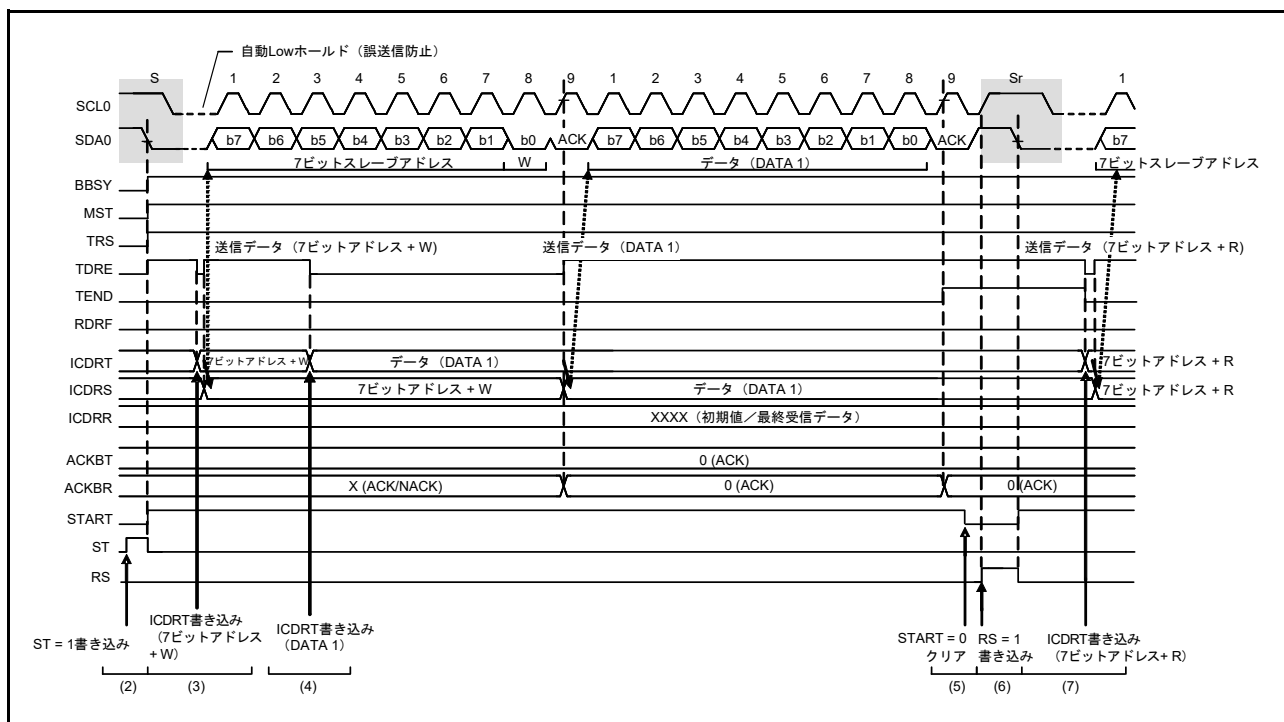 自動Lowホールド（誤送信防止）
S 1 2 3 4 5 6 7 8 9 1 2 3 4 5 6 7 8 9 Sr 1
SCL0
SDA0 b7 b6 b5 b4 b3 b2 b1 b0 ACK b7 b6 b5 b4 b3 b2 b1 b0 ACK b7
7ビットスレーブアドレス W データ（DATA 1） 7ビットスレーブアドレス
BBSY
MST
TRS
送信データ（7ビットアドレス + W) 送信データ（DATA 1） 送信データ（7ビットアドレス + R)
TDRE
TEND
RDRF
ICDRT 7ビットアドレス + W データ（DATA 1） 7ビットアドレス + R
ICDRS 7ビットアドレス + W データ（DATA 1） 7ビットアドレス + R
ICDRR XXXX（初期値／最終受信データ）
ACKBT 0 (ACK)
ACKBR X (ACK/NACK) 0 (ACK) 0 (ACK)
START
ST
RS
ST = 1書き込み
ICDRT書き込み
（7ビットアドレス
+ W）
ICDRT書き込み
（DATA 1）
START = 0
クリア
RS = 1
書き込み
ICDRT書き込み
（7ビットアドレス+ R）
(2) (3) (4) (5) (6) (7)